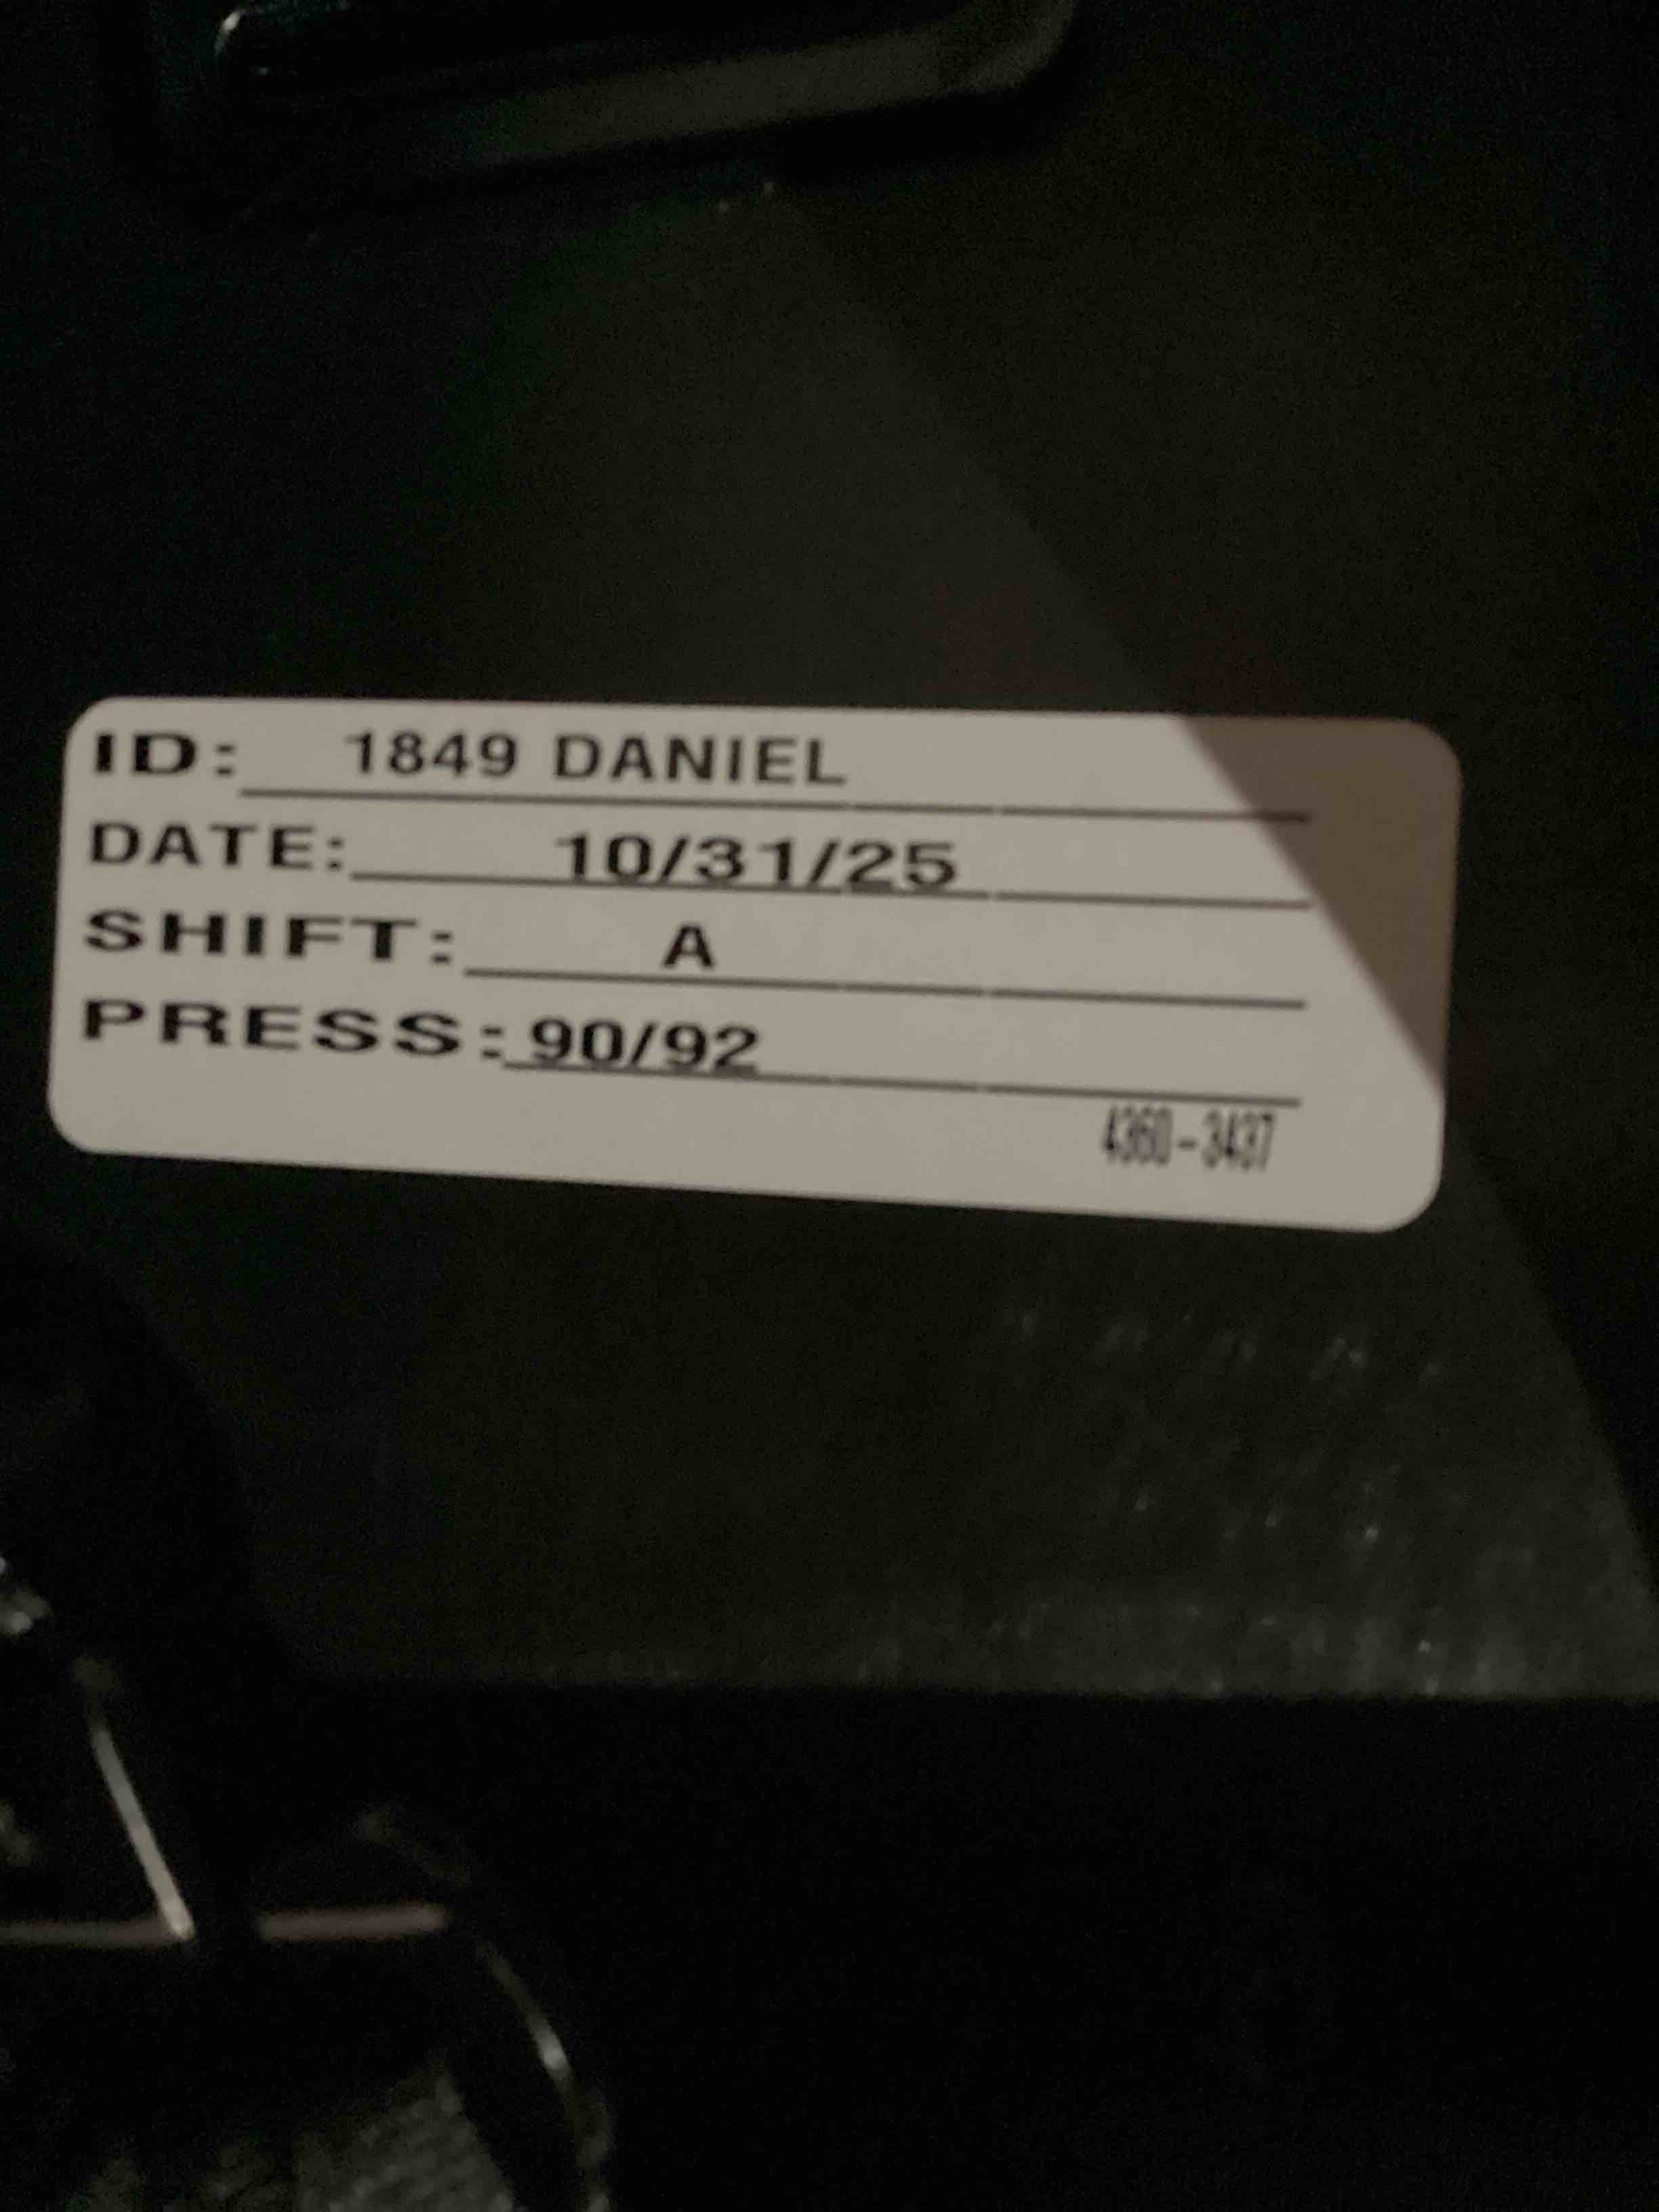 ID: 1849 DANIEL
DATE: 10/31/25
SHIFT: A
PRESS: 90/92
4360-3437